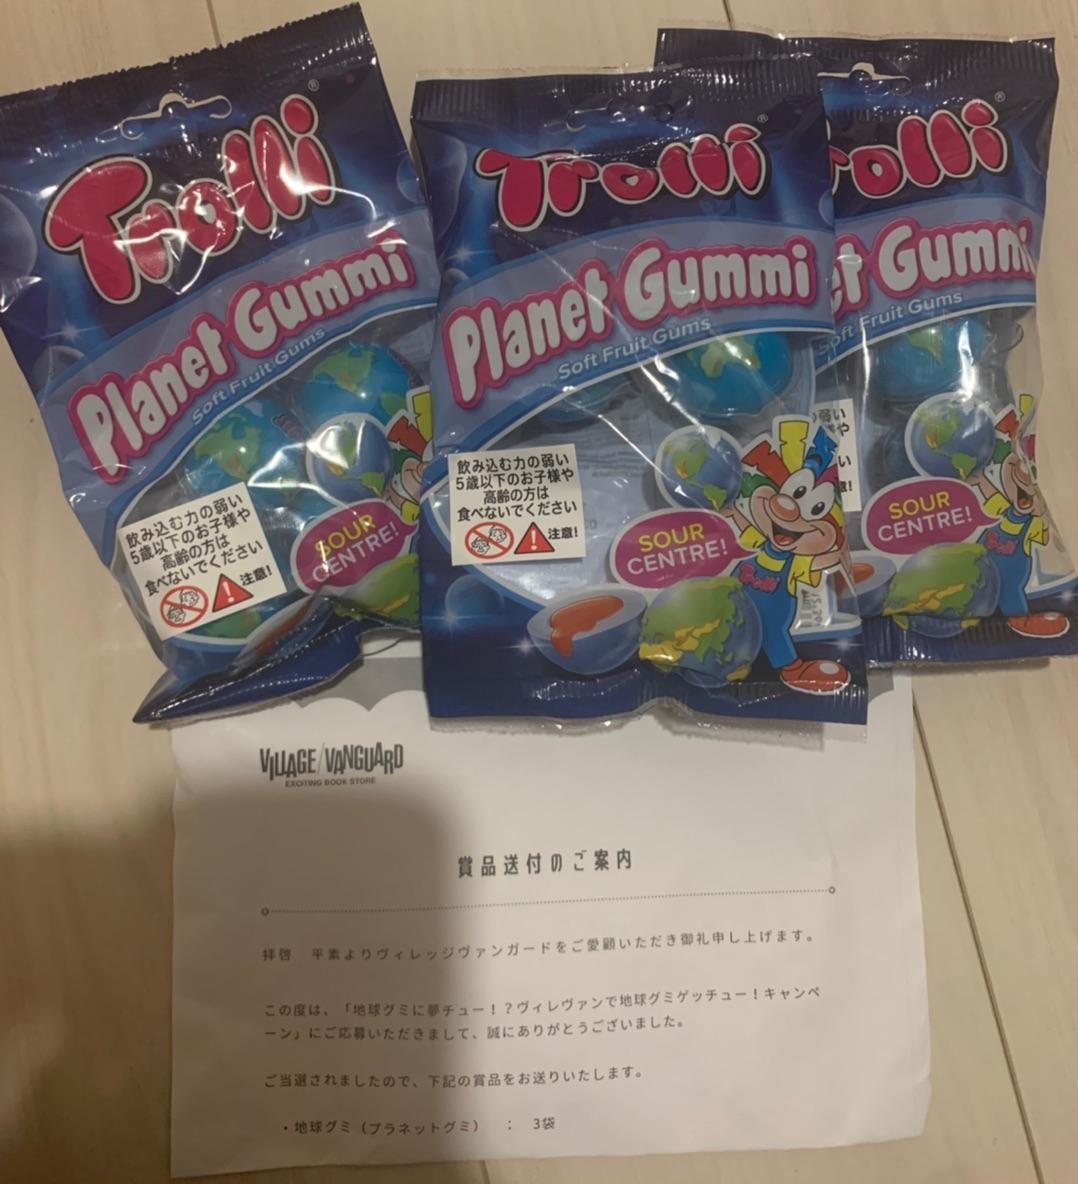 Trolli®
Planet Gummi
Soft Fruit Gums
飲み込む力の弱い
5歳以下のお子様や
高齢の方は
食べないでください
注意!
SOUR
CENTRE!
Trolli®
Planet Gummi
Soft Fruit Gums
飲み込む力の弱い
5歳以下のお子様や
高齢の方は
食べないでください
注意!
SOUR
CENTRE!
Trolli
rolli®
et Gummi
Soft Fruit Gums
SOUR
CENTRE!
VILLAGE/VANGUARD
EXCITING BOOK STORE
賞品送付のご案内
拝啓 平素よりヴィレッジヴァンガードをご愛顧いただき御礼申し上げます。
この度は、「地球グミに夢チュー！？ヴィレヴァンで地球グミゲッチュー！キャンペ
ーン」にご応募いただきまして、誠にありがとうございました。
ご当選されましたので、下記の賞品をお送りいたします。
・地球グミ（プラネットグミ） ： 3袋